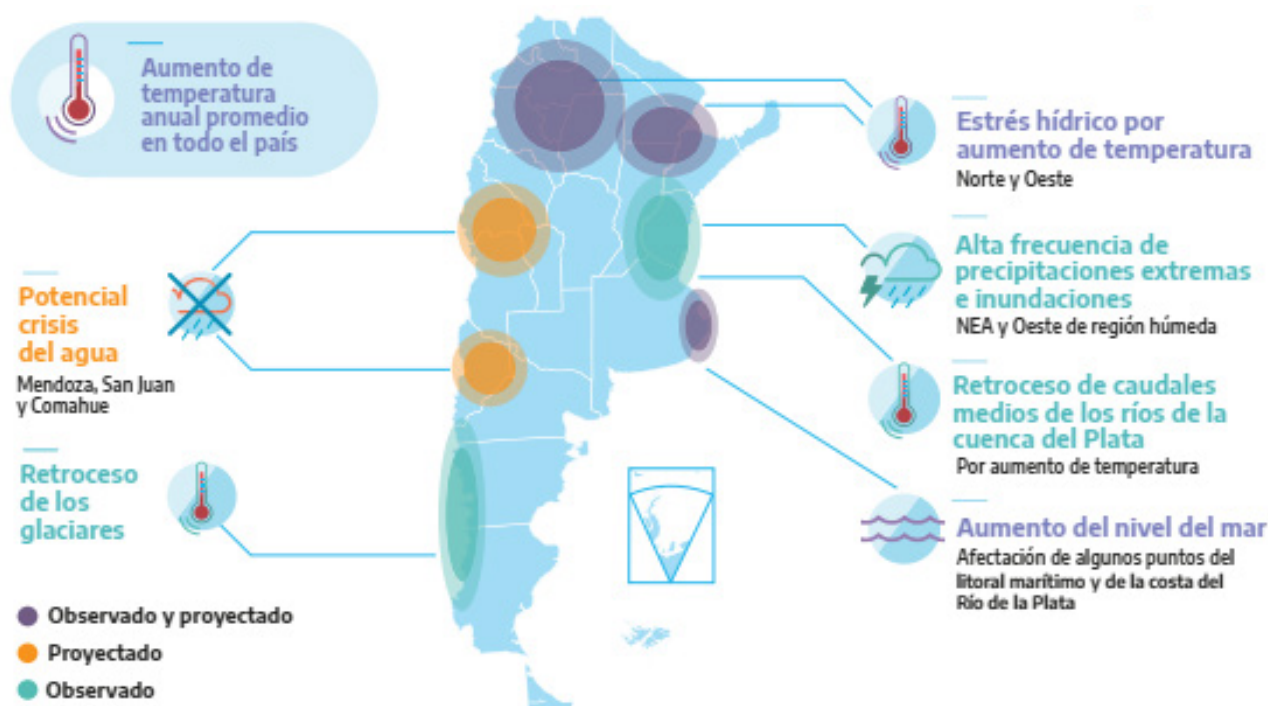 Aumento de
temperatura
anual promedio
en todo el país
Potencial
crisis
del agua
Mendoza, San Juan
y Comahue
Retroceso
de los
glaciares
Observado y proyectado
Proyectado
Observado
Estrés hídrico por
aumento de temperatura
Norte y Oeste
Alta frecuencia de
precipitaciones extremas
e inundaciones
NEA y Oeste de región húmeda
Retroceso de caudales
medios de los ríos de la
cuenca del Plata
Por aumento de temperatura
Aumento del nivel del mar
Afectación de algunos puntos del
litoral marítimo y de la costa del
Río de la Plata